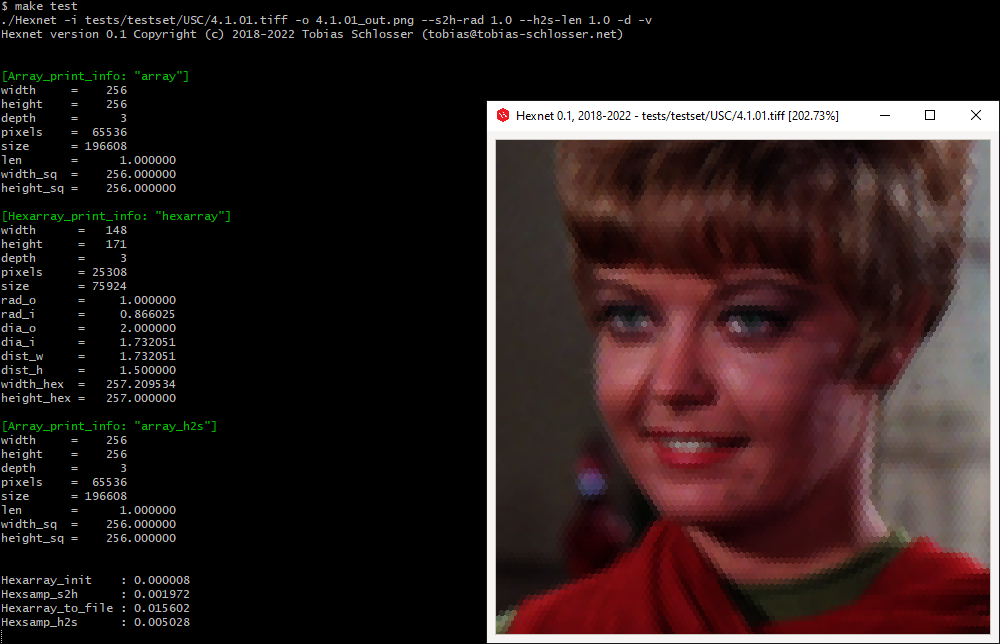 $ make test
./Hexnet -i tests/testset/USC/4.1.01.tiff -o 4.1.01_out.png --s2h-rad 1.0 --h2s-len 1.0 -d -v
Hexnet version 0.1 Copyright (c) 2018-2022 Tobias Schlosser (tobias@tobias-schlosser.net)
[Array_print_info: "array"]
width = 256
height = 256
depth = 3
pixels = 65536
size = 196608
len = 1.000000
width_sq = 256.000000
height_sq = 256.000000
[Hexarray_print_info: "hexarray"]
width = 148
height = 171
depth = 3
pixels = 25308
size = 75924
rad_o = 1.000000
rad_i = 0.866025
dia_o = 2.000000
dia_i = 1.732051
dist_w = 1.732051
dist_h = 1.500000
width_hex = 257.209534
height_hex = 257.000000
[Array_print_info: "array_h2s"]
width = 256
height = 256
depth = 3
pixels = 65536
size = 196608
len = 1.000000
width_sq = 256.000000
height_sq = 256.000000
Hexarray_init : 0.000008
Hexsamp_s2h : 0.001972
Hexarray_to_file : 0.015602
Hexsamp_h2s : 0.005028
Hexnet 0.1, 2018-2022 - tests/testset/USC/4.1.01.tiff [202.73%]